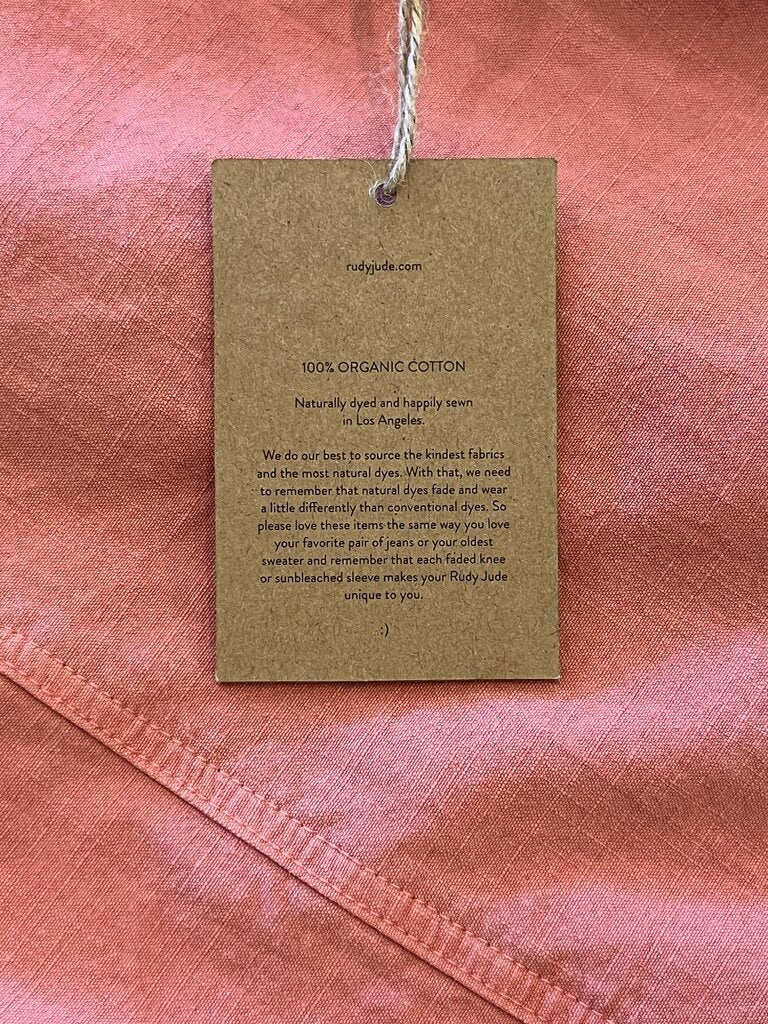 rudyjude.com
100% ORGANIC COTTON
Naturally dyed and happily sewn
in Los Angeles.
We do our best to source the kindest fabrics
and the most natural dyes. With that, we need
to remember that natural dyes fade and wear
a little differently than conventional dyes. So
please love these items the same way you love
your favorite pair of jeans or your oldest
sweater and remember that each faded knee
or sunbleached sleeve makes your Rudy Jude
unique to you.
:)